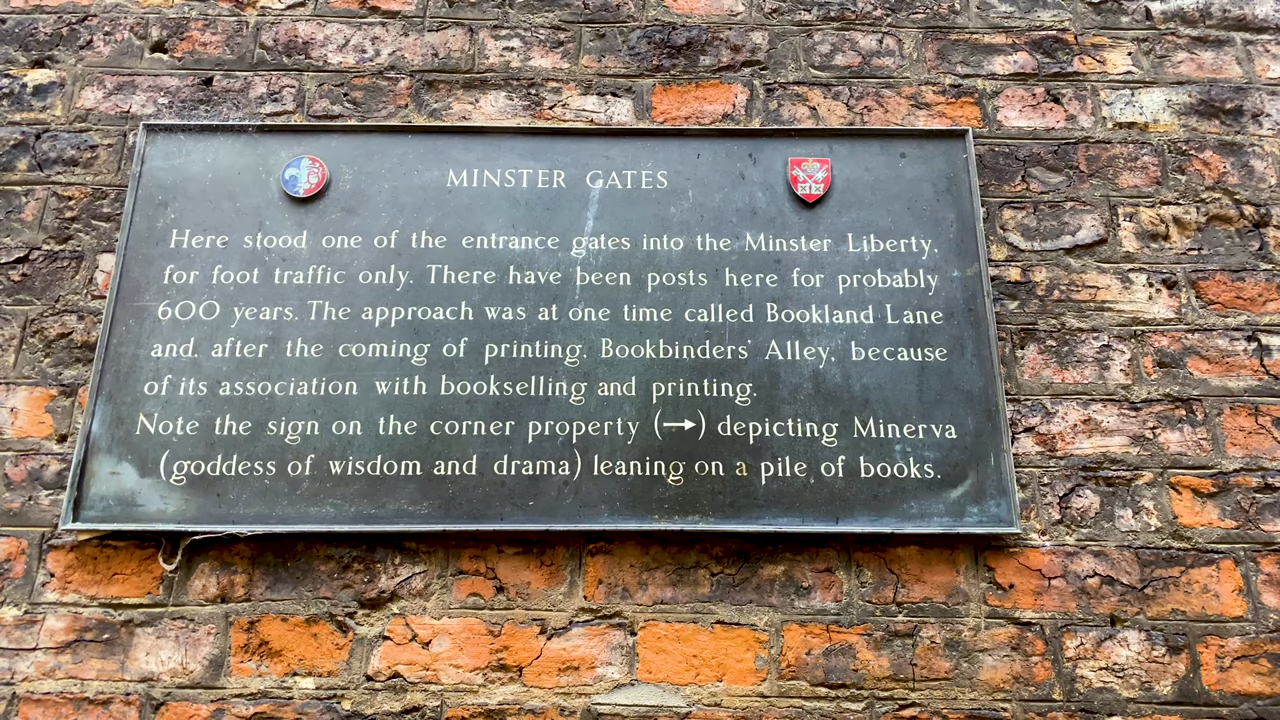 MINSTER GATES
Here stood one of the entrance gates into the Minster Liberty,
for foot traffic only. There have been posts here for probably
600 years. The approach was at one time called Bookland Lane
and, after the coming of printing, Bookbinders' Alley, because
of its association with bookselling and printing.
Note the sign on the corner property (→) depicting Minerva
(goddess of wisdom and drama) leaning on a pile of books.